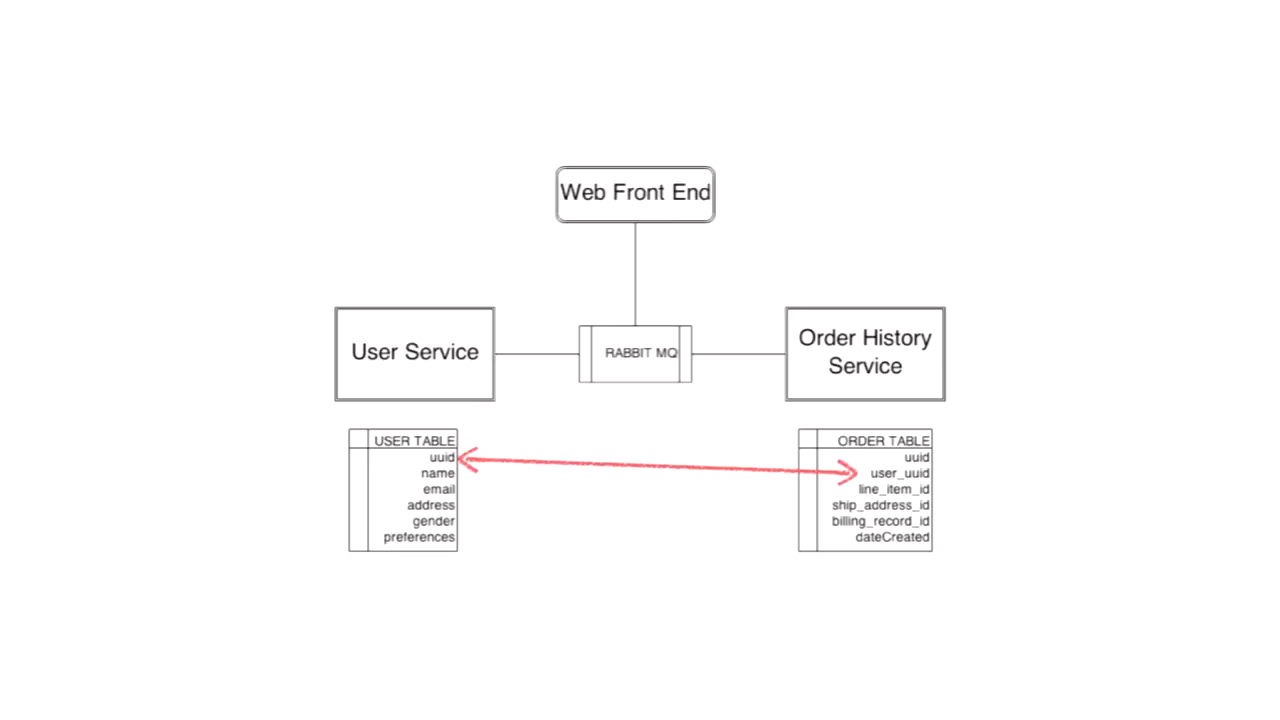 Web Front End
User Service
RABBIT MQ
Order History
Service
USER TABLE
uuid
name
email
address
gender
preferences
ORDER TABLE
uuid
user_uuid
line_item_id
ship_address_id
billing_record_id
dateCreated